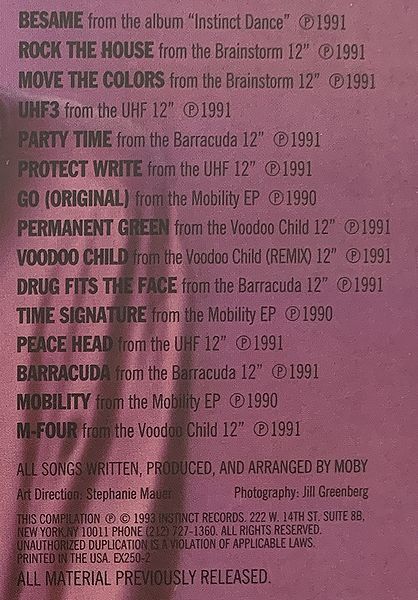 BESAME from the album "Instinct Dance" ℗1991
ROCK THE HOUSE from the Brainstorm 12" ℗1991
MOVE THE COLORS from the Brainstorm 12" ℗1991
UHF3 from the UHF 12" ℗1991
PARTY TIME from the Barracuda 12" ℗1991
PROTECT WRITE from the UHF 12" ℗1991
GO (ORIGINAL) from the Mobility EP ℗1990
PERMANENT GREEN from the Voodoo Child 12" ℗1991
VOODOO CHILD from the Voodoo Child (REMIX) 12" ℗1991
DRUG FITS THE FACE from the Barracuda 12" ℗1991
TIME SIGNATURE from the Mobility EP ℗1990
PEACE HEAD from the UHF 12" ℗1991
BARRACUDA from the Barracuda 12" ℗1991
MOBILITY from the Mobility EP ℗1990
M-FOUR from the Voodoo Child 12" ℗1991
ALL SONGS WRITTEN, PRODUCED, AND ARRANGED BY MOBY
Art Direction: Stephanie Mauer Photography: Jill Greenberg
THIS COMPILATION ℗ © 1993 INSTINCT RECORDS. 222 W. 14TH ST. SUITE 8B,
NEW YORK,NY 10011 PHONE (212) 727-1360. ALL RIGHTS RESERVED.
UNAUTHORIZED DUPLICATION IS A VIOLATION OF APPLICABLE LAWS.
PRINTED IN THE USA. EX250-2
ALL MATERIAL PREVIOUSLY RELEASED.